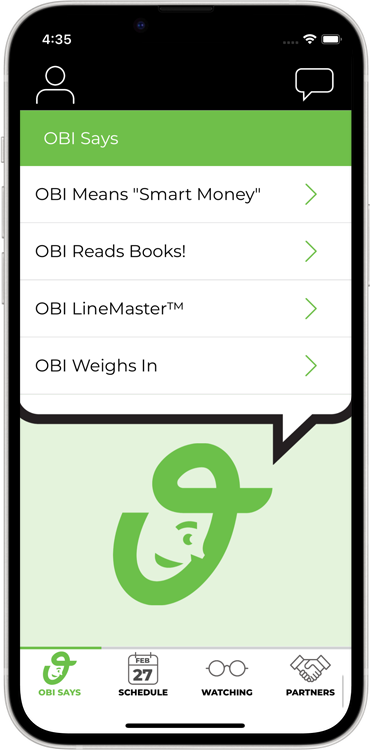 4:35
OBI Says
OBI Means "Smart Money"
OBI Reads Books!
OBI LineMaster™
OBI Weighs In
FEB
27
OBI SAYS
SCHEDULE
WATCHING
PARTNERS